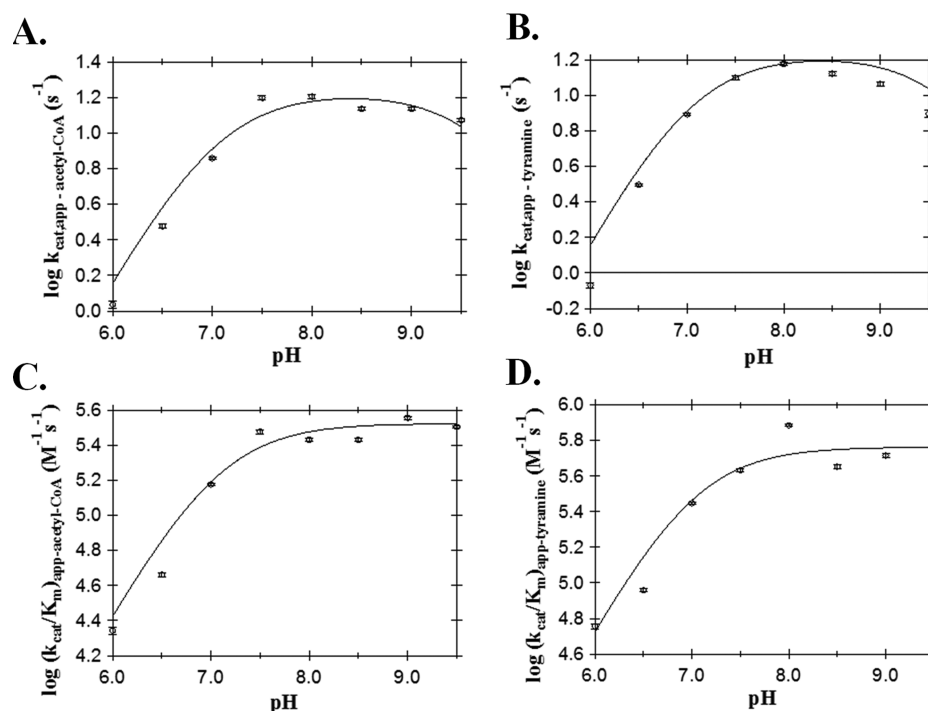 A.
log k_cat,app - acetyl-CoA (s^-1)
1.4
1.2
1.0
0.8
0.6
0.4
0.2
0.0
6.0 7.0 8.0 9.0
pH
B.
log k_cat,app - tyramine (s^-1)
1.2
1.0
0.8
0.6
0.4
0.2
0.0
-0.2
6.0 7.0 8.0 9.0
pH
C.
log (k_cat/K_m)_app-acetyl-CoA (M^-1 s^-1)
5.6
5.4
5.2
5.0
4.8
4.6
4.4
4.2
6.0 7.0 8.0 9.0
pH
D.
log (k_cat/K_m)_app-tyramine (M^-1 s^-1)
6.0
5.8
5.6
5.4
5.2
5.0
4.8
4.6
6.0 7.0 8.0 9.0
pH